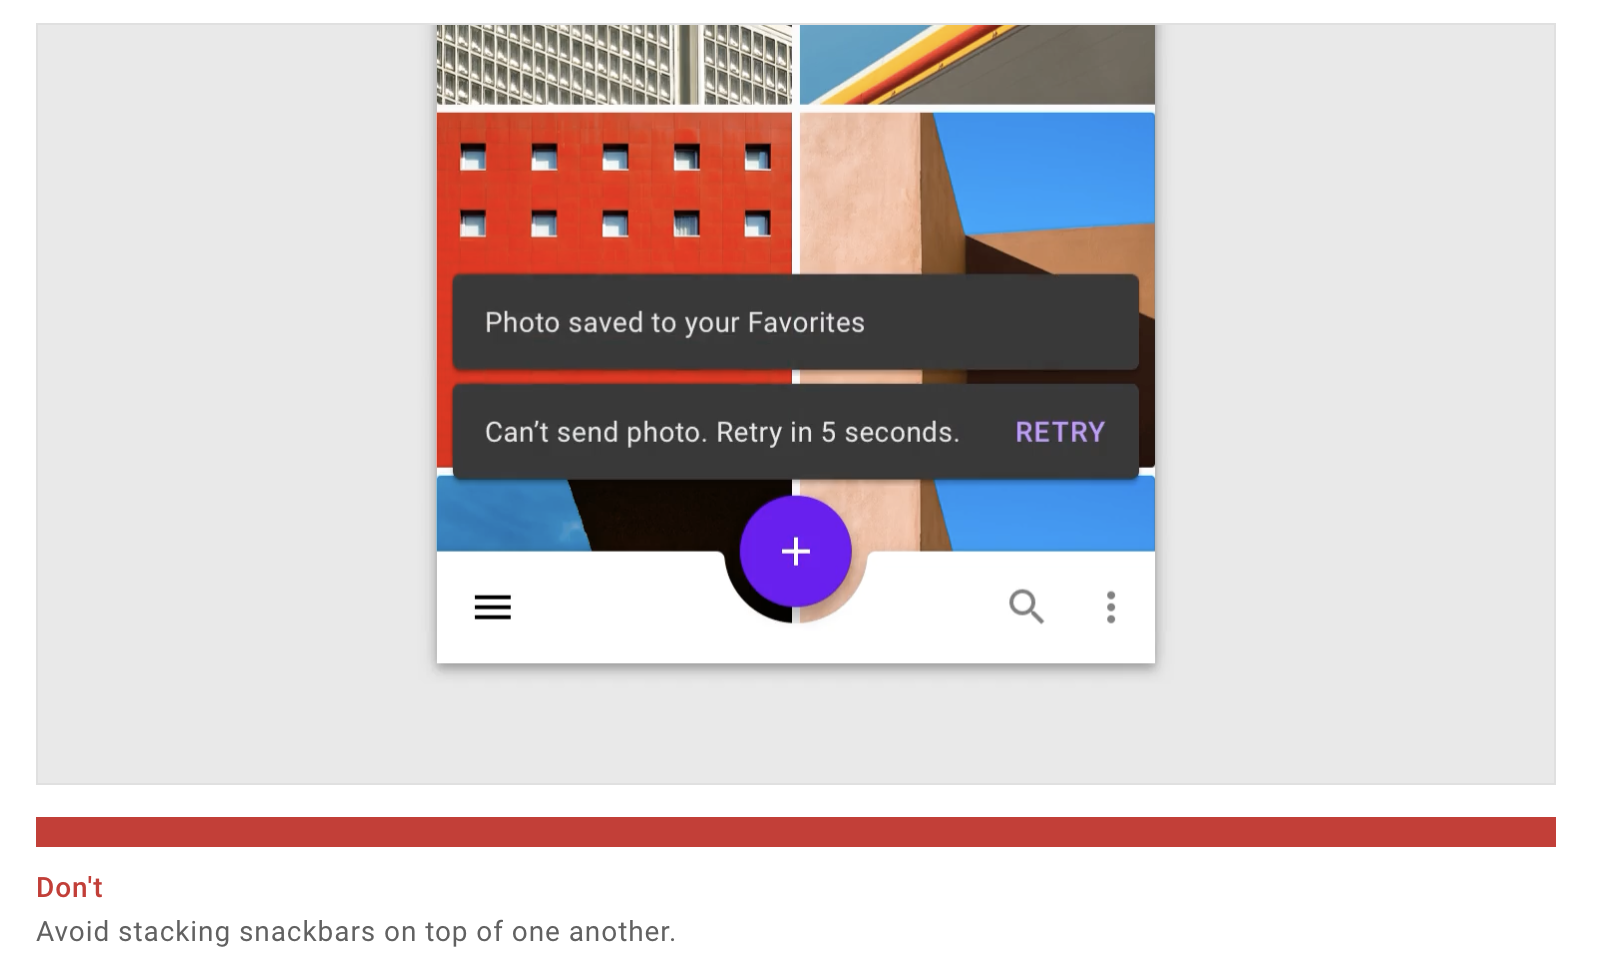 Photo saved to your Favorites
Can’t send photo. Retry in 5 seconds. RETRY
Don't
Avoid stacking snackbars on top of one another.